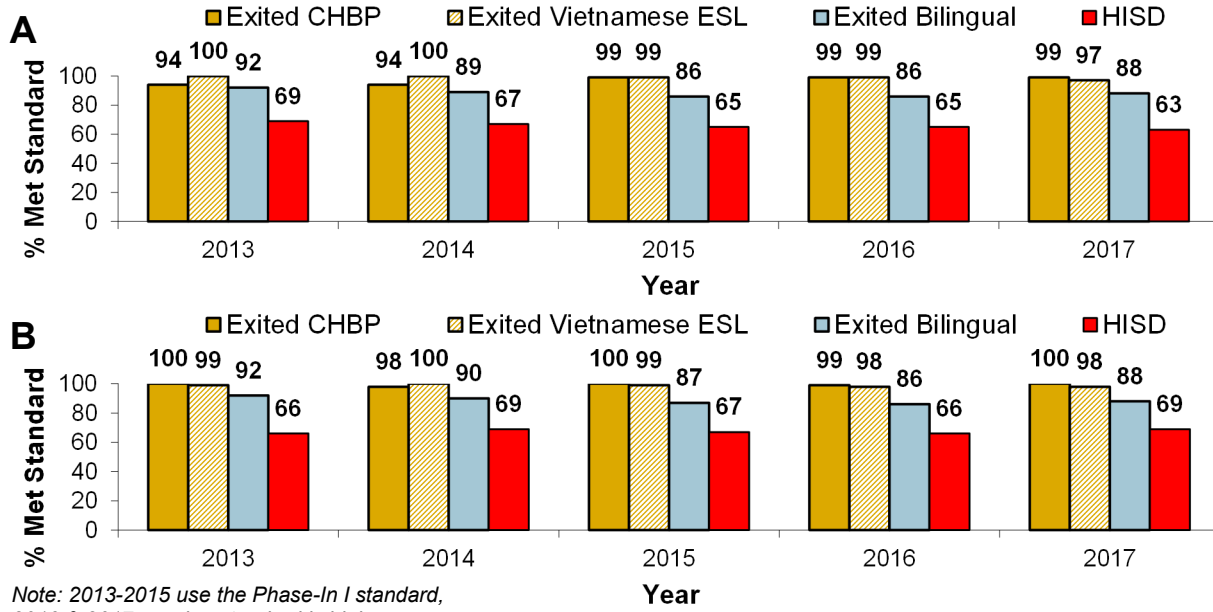 A
Exited CHBP Exited Vietnamese ESL Exited Bilingual HISD
% Met Standard
100
80
60
40
20
0
94 100 92 69
94 100 89 67
99 99 86 65
99 99 86 65
99 97 88 63
2013 2014 2015 2016 2017
Year
B
Exited CHBP Exited Vietnamese ESL Exited Bilingual HISD
% Met Standard
100
80
60
40
20
0
100 99 92 66
98 100 90 69
100 99 87 67
99 98 86 66
100 98 88 69
2013 2014 2015 2016 2017
Year
Note: 2013-2015 use the Phase-In I standard,